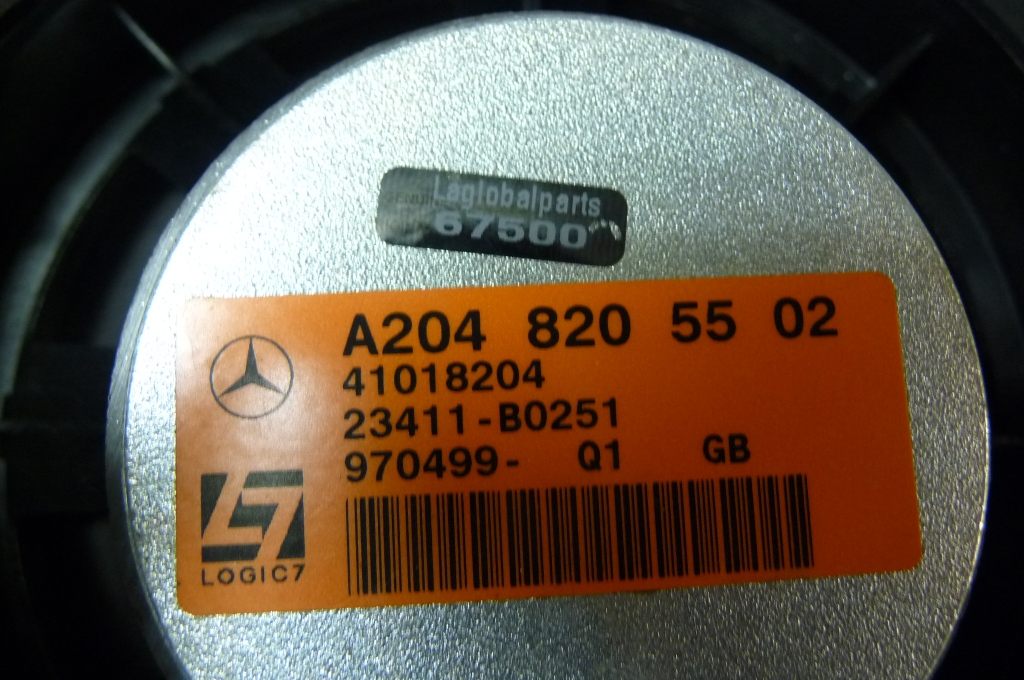 Laglobalparts
67500
A204 820 55 02
41018204
23411-B0251
970499- Q1 GB
LOGIC7